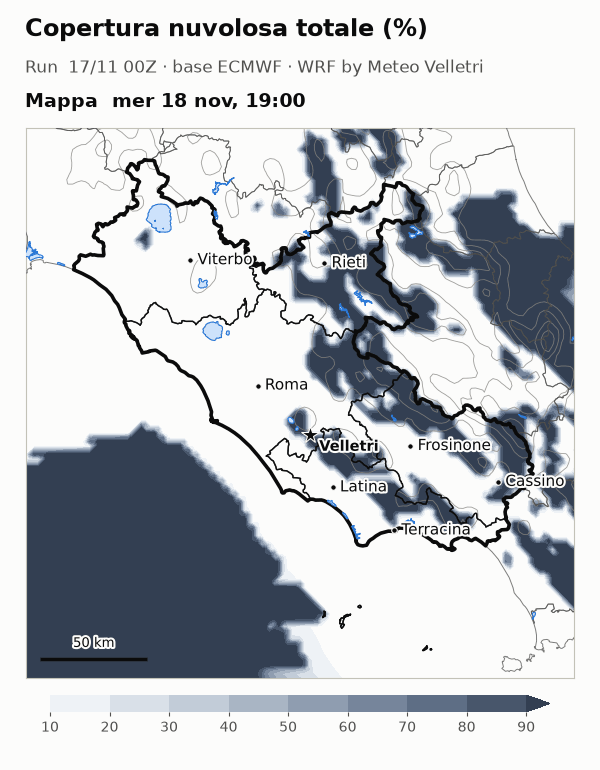 Copertura nuvolosa totale (%)
Run 17/11 00Z · base ECMWF · WRF by Meteo Velletri
Mappa mer 18 nov, 19:00
Viterbo
Rieti
Roma
Velletri
Frosinone
Cassino
Latina
Terracina
50 km
10 20 30 40 50 60 70 80 90